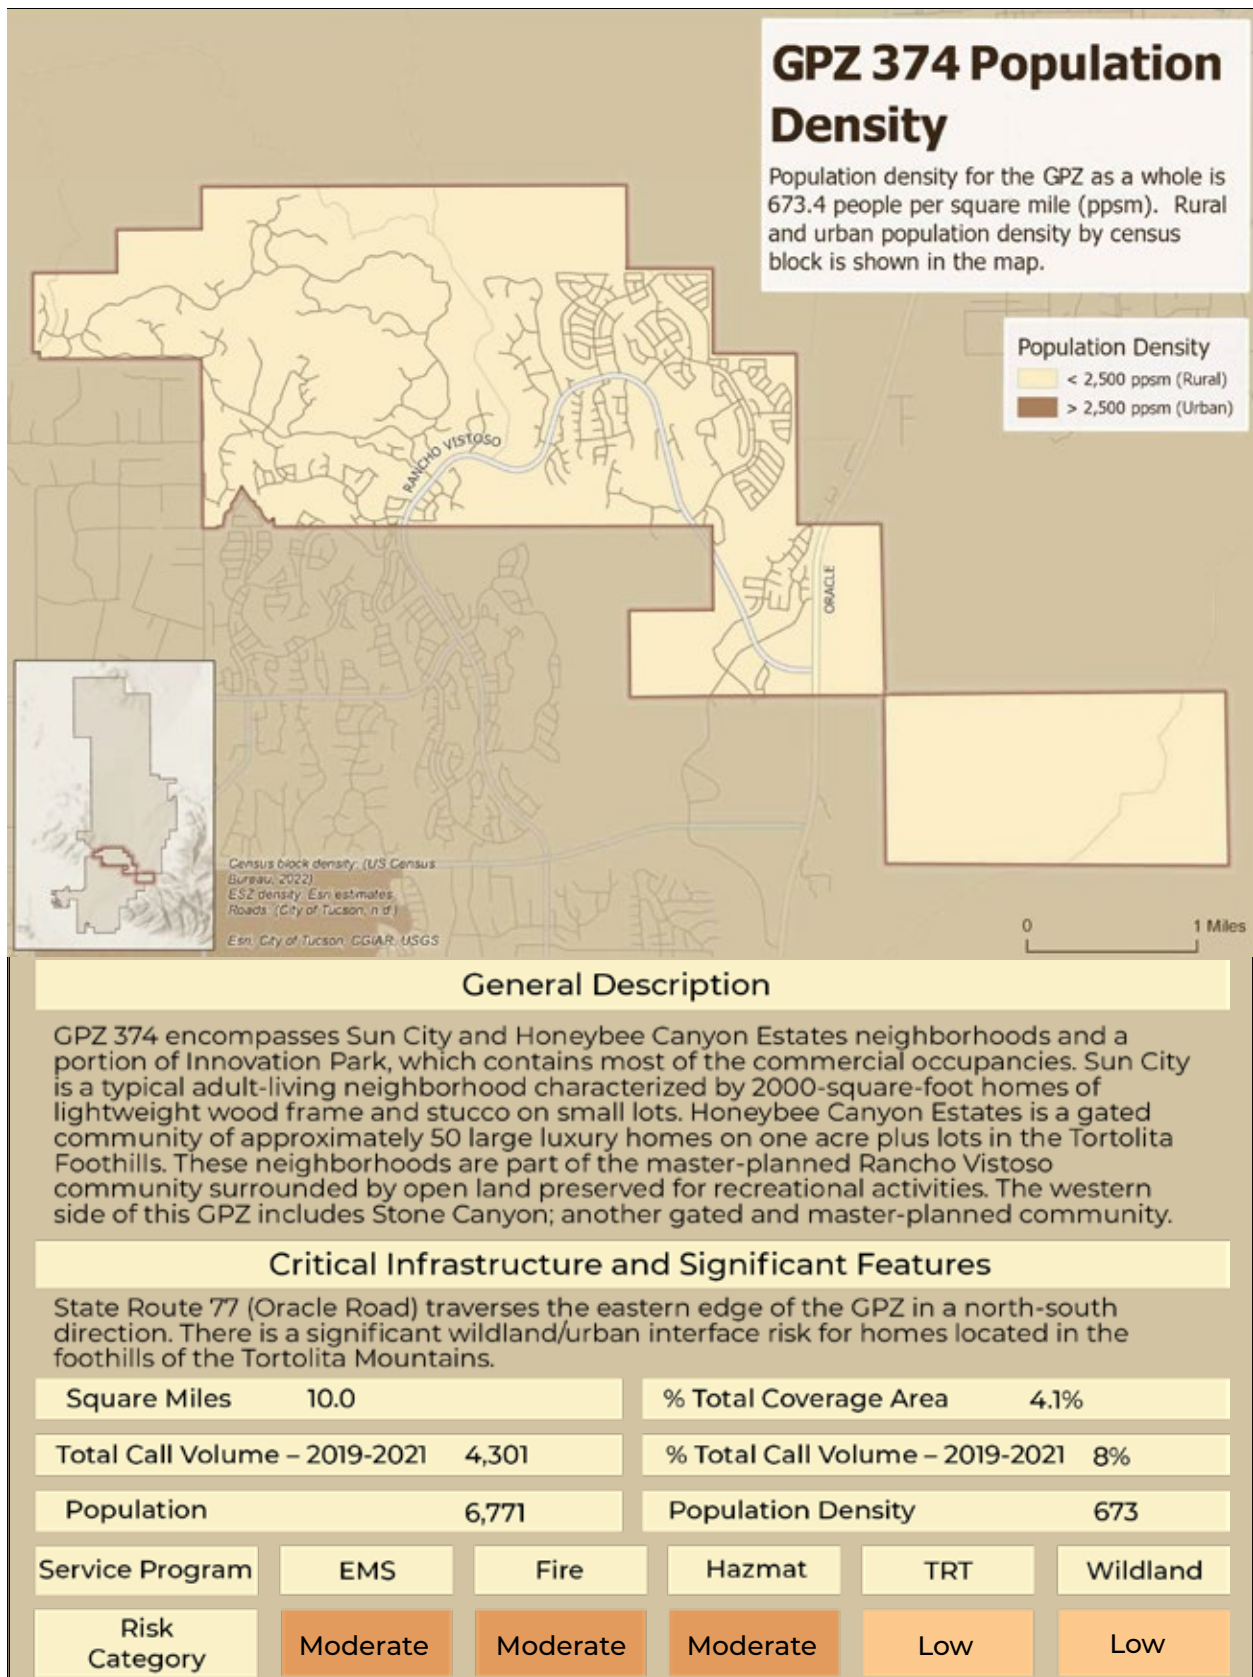 GPZ 374 Population
Density
Population density for the GPZ as a whole is
673.4 people per square mile (ppsm). Rural
and urban population density by census
block is shown in the map.
Population Density
< 2,500 ppsm (Rural)
> 2,500 ppsm (Urban)
RANCHO VISTOSO
ORACLE
Census block density: (US Census
Bureau, 2022)
ESZ density: Esri estimates
Roads: (City of Tucson, n.d.)
Esri, City of Tucson, CGIAR, USGS
0 1 Miles
General Description
GPZ 374 encompasses Sun City and Honeybee Canyon Estates neighborhoods and a
portion of Innovation Park, which contains most of the commercial occupancies. Sun City
is a typical adult-living neighborhood characterized by 2000-square-foot homes of
lightweight wood frame and stucco on small lots. Honeybee Canyon Estates is a gated
community of approximately 50 large luxury homes on one acre plus lots in the Tortolita
Foothills. These neighborhoods are part of the master-planned Rancho Vistoso
community surrounded by open land preserved for recreational activities. The western
side of this GPZ includes Stone Canyon; another gated and master-planned community.
Critical Infrastructure and Significant Features
State Route 77 (Oracle Road) traverses the eastern edge of the GPZ in a north-south
direction. There is a significant wildland/urban interface risk for homes located in the
foothills of the Tortolita Mountains.
Square Miles 10.0
% Total Coverage Area 4.1%
Total Call Volume – 2019-2021 4,301
% Total Call Volume – 2019-2021 8%
Population 6,771
Population Density 673
Service Program EMS Fire Hazmat TRT Wildland
Risk
Category
Moderate Moderate Moderate Low Low